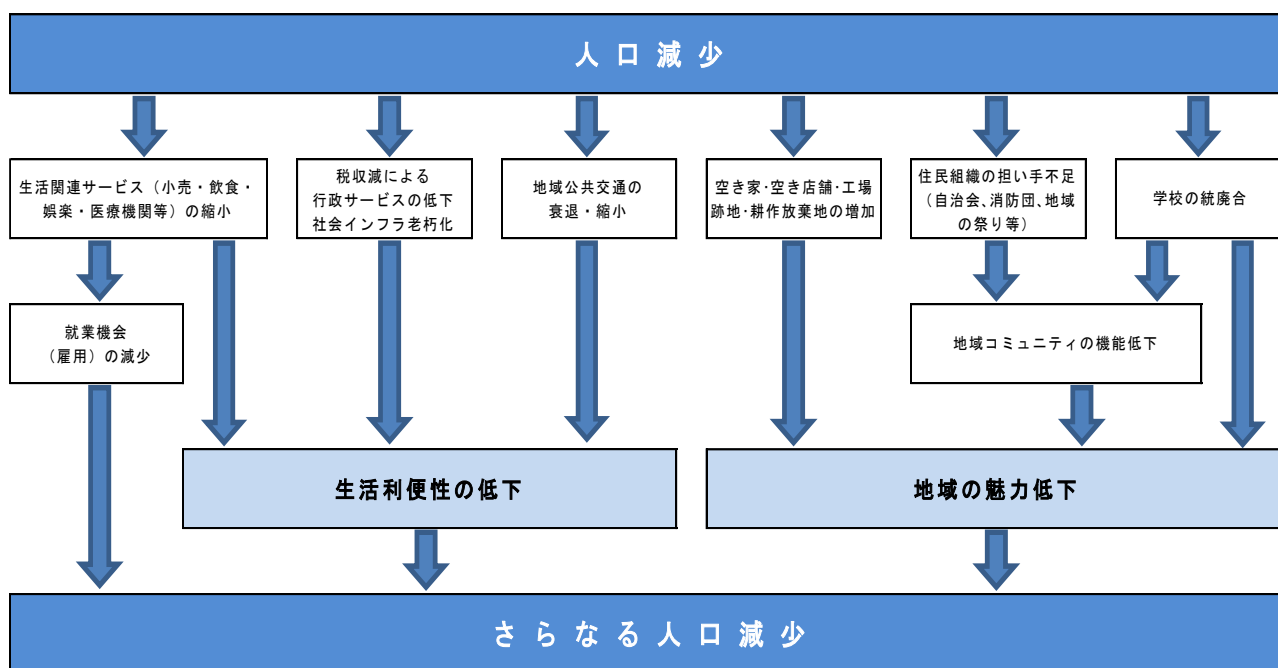 人口減少
生活関連サービス（小売・飲食・
娯楽・医療機関等）の縮小
税収減による
行政サービスの低下
社会インフラ老朽化
地域公共交通の
衰退・縮小
空き家・空き店舗・工場
跡地・耕作放棄地の増加
住民組織の担い手不足
（自治会、消防団、地域
の祭り等）
学校の統廃合
就業機会
（雇用）の減少
地域コミュニティの機能低下
生活利便性の低下
地域の魅力低下
さらなる人口減少